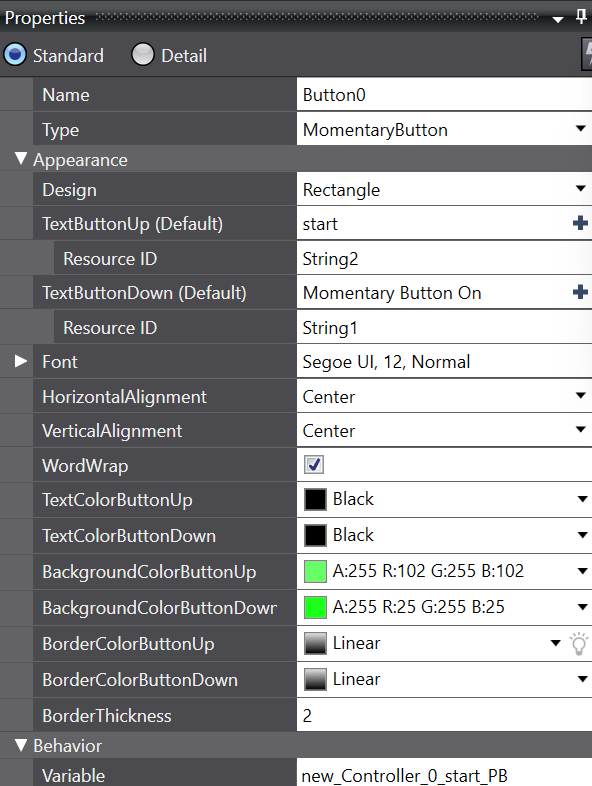 Properties
Standard Detail
Name Button0
Type MomentaryButton
Appearance
Design Rectangle
TextButtonUp (Default) start
Resource ID String2
TextButtonDown (Default) Momentary Button On
Resource ID String1
Font Segoe UI, 12, Normal
HorizontalAlignment Center
VerticalAlignment Center
WordWrap
TextColorButtonUp Black
TextColorButtonDown Black
BackgroundColorButtonUp A:255 R:102 G:255 B:102
BackgroundColorButtonDown A:255 R:25 G:255 B:25
BorderColorButtonUp Linear
BorderColorButtonDown Linear
BorderThickness 2
Behavior
Variable new_Controller_0_start_PB